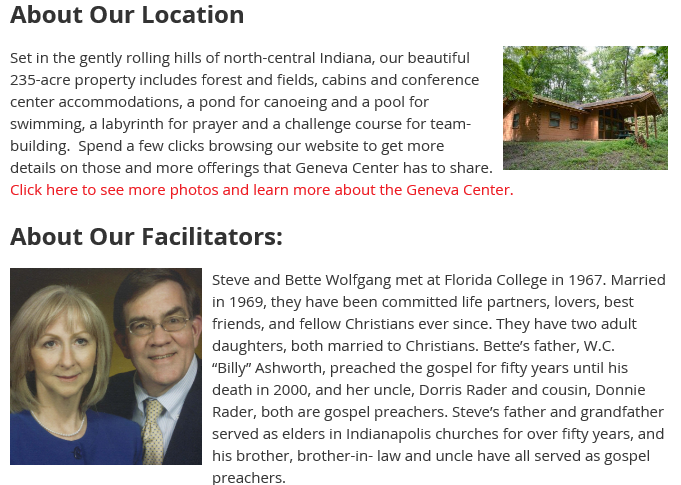 About Our Location
Set in the gently rolling hills of north-central Indiana, our beautiful
235-acre property includes forest and fields, cabins and conference
center accommodations, a pond for canoeing and a pool for
swimming, a labyrinth for prayer and a challenge course for team-
building.  Spend a few clicks browsing our website to get more
details on those and more offerings that Geneva Center has to share.
Click here to see more photos and learn more about the Geneva Center.
About Our Facilitators:
Steve and Bette Wolfgang met at Florida College in 1967. Married
in 1969, they have been committed life partners, lovers, best
friends, and fellow Christians ever since. They have two adult
daughters, both married to Christians. Bette’s father, W.C.
“Billy” Ashworth, preached the gospel for fifty years until his
death in 2000, and her uncle, Dorris Rader and cousin, Donnie
Rader, both are gospel preachers. Steve’s father and grandfather
served as elders in Indianapolis churches for over fifty years, and
his brother, brother-in- law and uncle have all served as gospel
preachers.